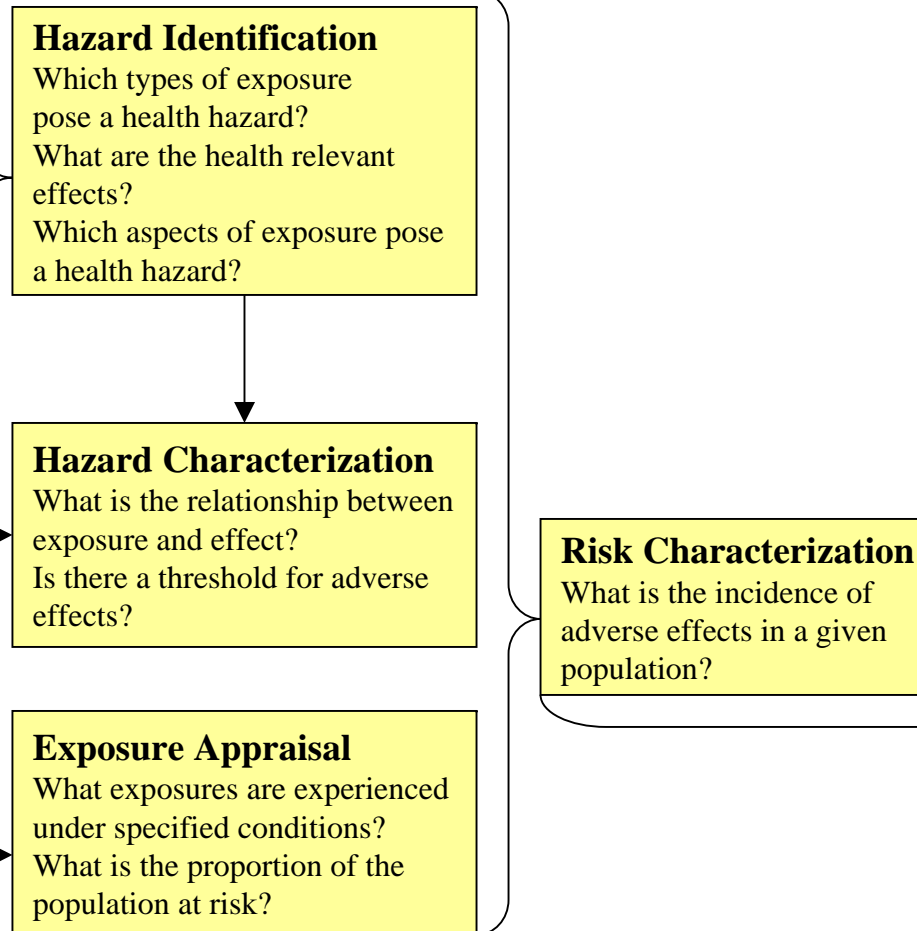 Hazard Identification
Which types of exposure
pose a health hazard?
What are the health relevant
effects?
Which aspects of exposure pose
a health hazard?
Hazard Characterization
What is the relationship between
exposure and effect?
Is there a threshold for adverse
effects?
Exposure Appraisal
What exposures are experienced
under specified conditions?
What is the proportion of the
population at risk?
Risk Characterization
What is the incidence of
adverse effects in a given
population?